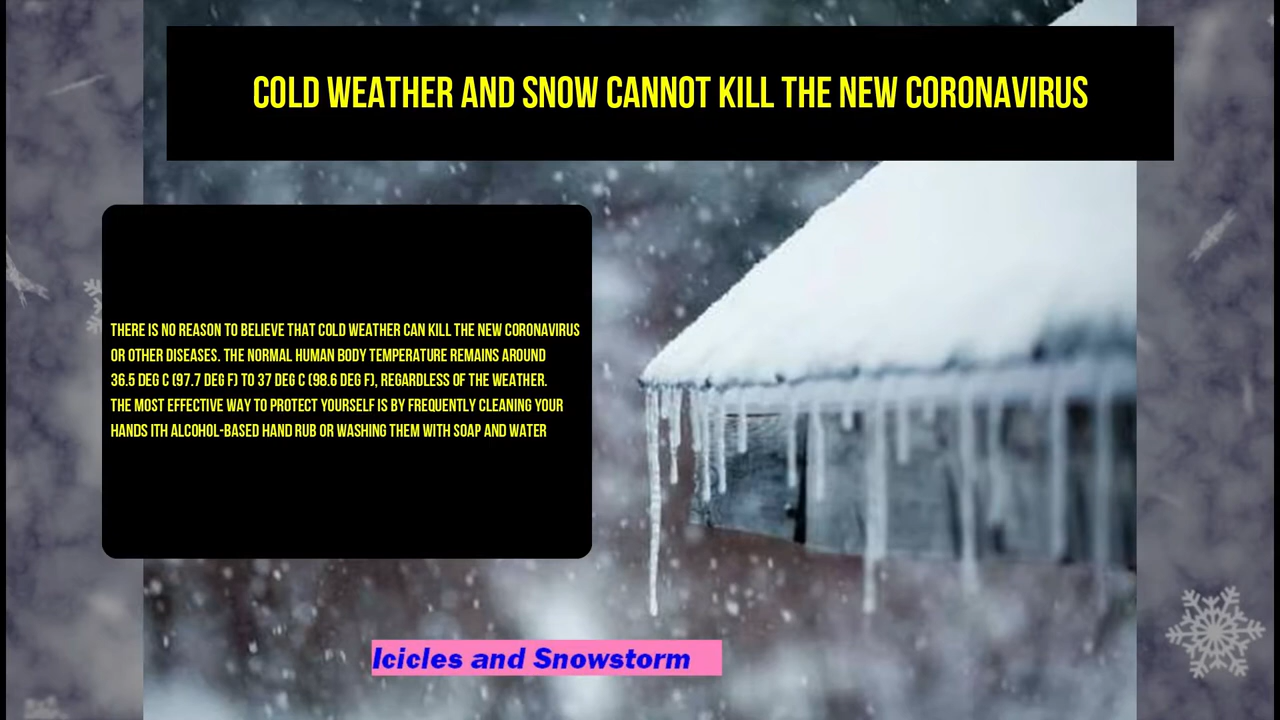 COLD WEATHER AND SNOW CANNOT KILL THE NEW CORONAVIRUS
THERE IS NO REASON TO BELIEVE THAT COLD WEATHER CAN KILL THE NEW CORONAVIRUS
OR OTHER DISEASES. THE NORMAL HUMAN BODY TEMPERATURE REMAINS AROUND
36.5 DEG C (97.7 DEG F) TO 37 DEG C (98.6 DEG F), REGARDLESS OF THE WEATHER.
THE MOST EFFECTIVE WAY TO PROTECT YOURSELF IS BY FREQUENTLY CLEANING YOUR
HANDS ITH ALCOHOL-BASED HAND RUB OR WASHING THEM WITH SOAP AND WATER
Icicles and Snowstorm